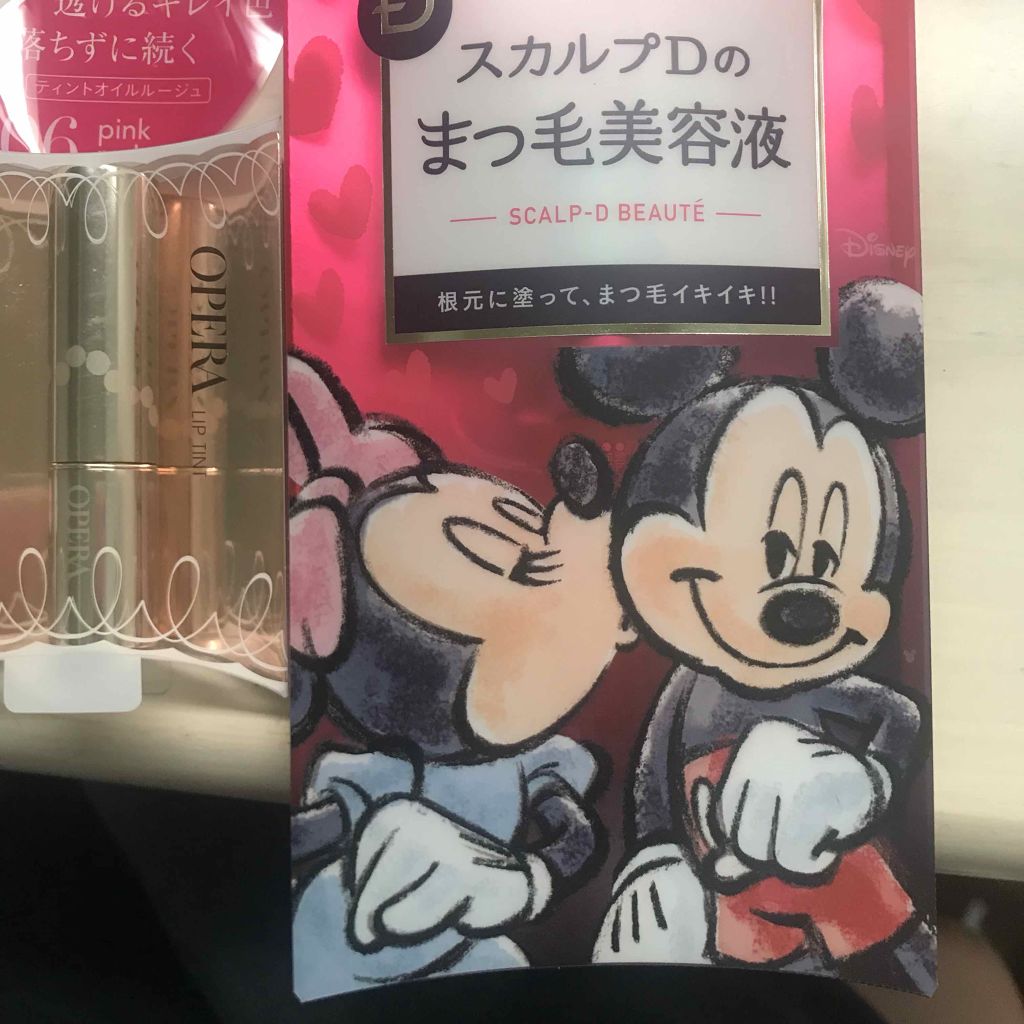 透けるキレイ色
落ちずに続く
ティントオイルルージュ
06 pink
OPERA LIP TINT
OPERA
スカルプDの
まつ毛美容液
SCALP-D BEAUTÉ
根元に塗って、まつ毛イキイキ!!
Disney